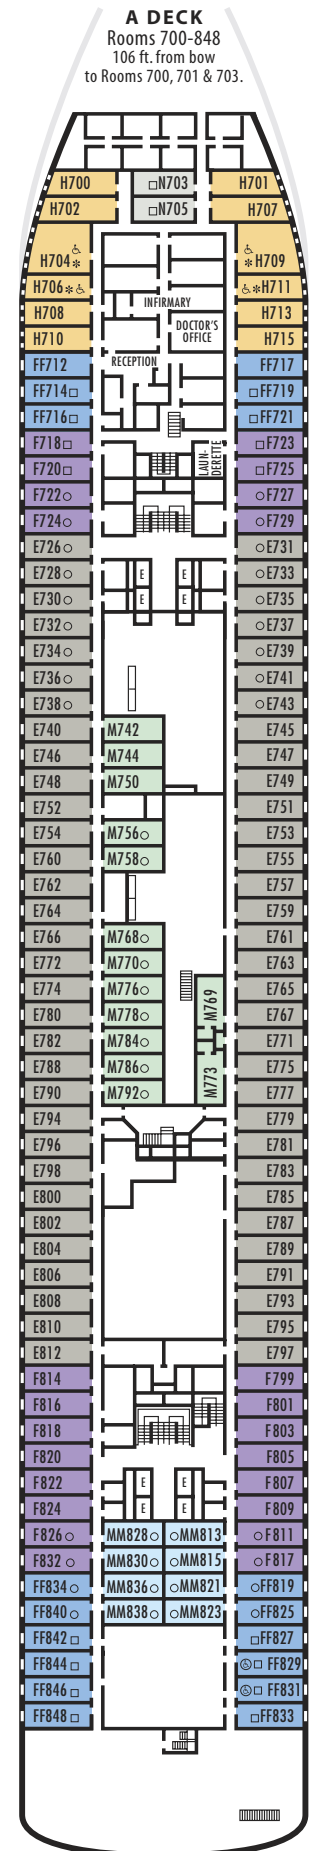 A DECK
Rooms 700-848
106 ft. from bow
to Rooms 700, 701 & 703.
H700 □N703 H701
H702 □N705 H707
H704✻ ✻H709
H706✻ ✻H711
INFIRMARY
H708 H713
DOCTOR'S
OFFICE
H710 H715
RECEPTION
FF712 FF717
FF714□ □FF719
FF716□ □FF721
F718□ □F723
LAUN-
DERETTE
F720□ □F725
F722○ ○F727
F724○ ○F729
E726○ ○E731
E728○ E E ○E733
E730○ E E ○E735
E732○ ○E737
E734○ ○E739
E736○ ○E741
E738○ ○E743
E740 M742 E745
E746 M744 E747
E748 M750 E749
E752 E751
E754 M756○ E753
E760 M758○ E755
E762 E757
E764 E759
E766 M768○ E761
E772 M770○ E763
E774 M776○ M769 E765
E780 M778○ E767
E782 M784○ E771
E788 M786○ M773 E775
E790 M792○ E777
E794 E779
E796 E781
E798 E783
E800 E785
E802 E787
E804 E789
E806 E791
E808 E793
E810 E795
E812 E797
F814 F799
F816 F801
F818 F803
F820 F805
F822 E E F807
F824 E E F809
F826○ MM828○ ○MM813 ○F811
F832○ MM830○ ○MM815 ○F817
FF834○ MM836○ ○MM821 ○FF819
FF840○ MM838○ ○MM823 ○FF825
FF842□ □FF827
FF844□ □FF829
FF846□ □FF831
FF848□ □FF833